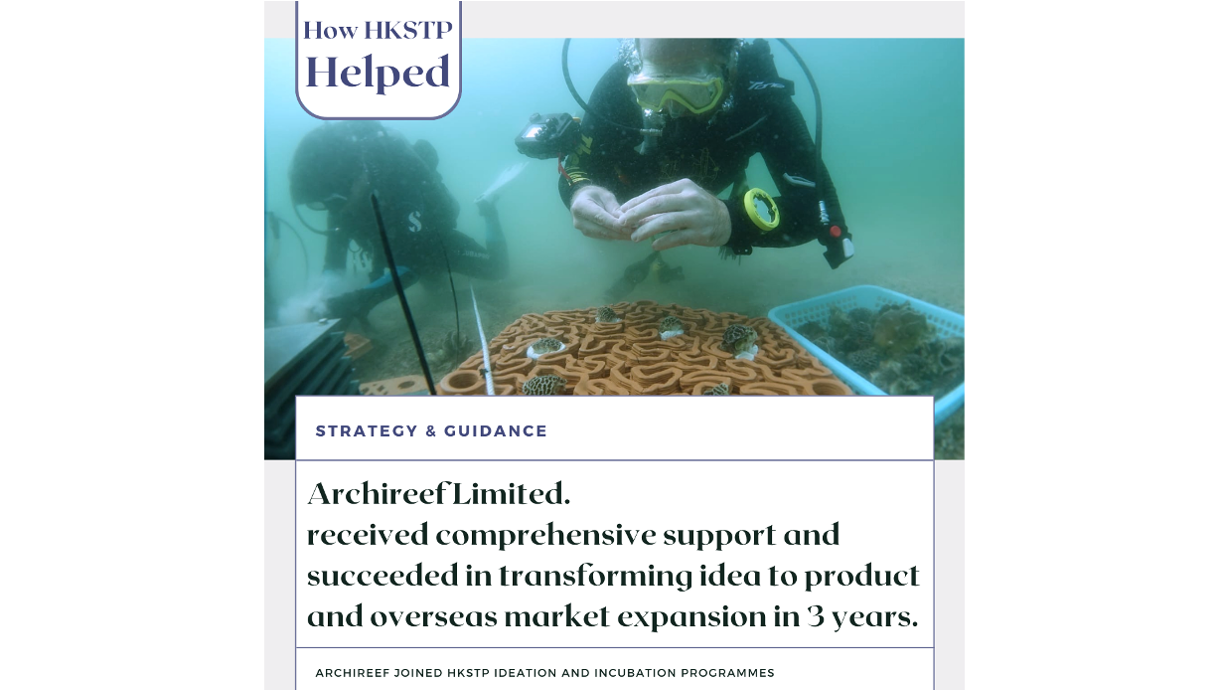 How HKSTP
Helped
STRATEGY & GUIDANCE
Archireef Limited.
received comprehensive support and
succeeded in transforming idea to product
and overseas market expansion in 3 years.
ARCHIREEF JOINED HKSTP IDEATION AND INCUBATION PROGRAMMES